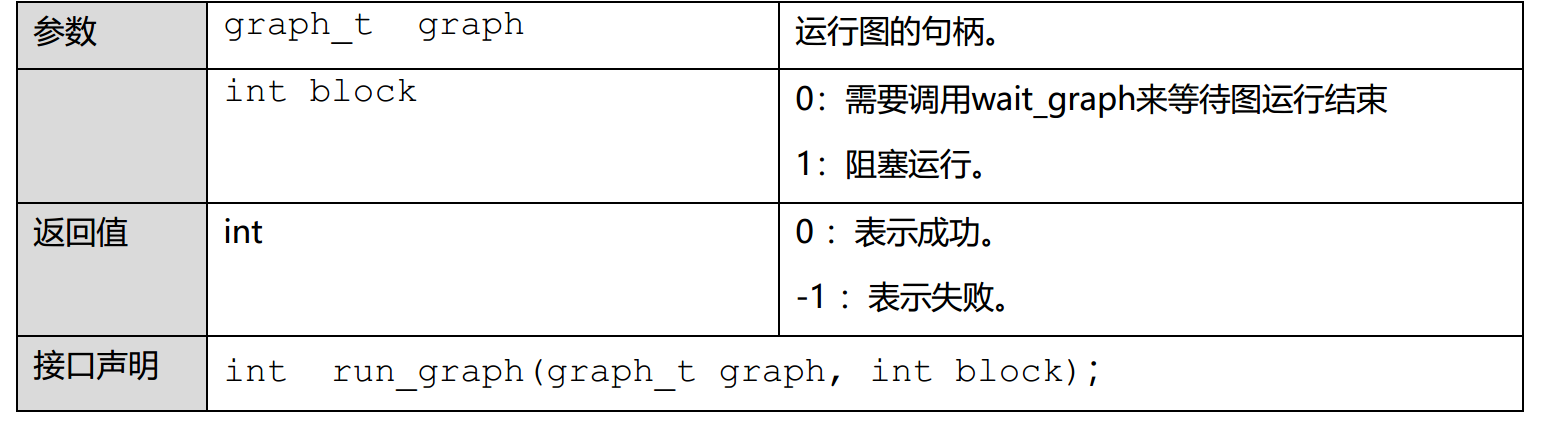 参数 graph_t graph 运行图的句柄。
int block 0：需要调用wait_graph来等待图运行结束
1：阻塞运行。
返回值 int 0 ：表示成功。
-1 ：表示失败。
接口声明 int run_graph(graph_t graph, int block);